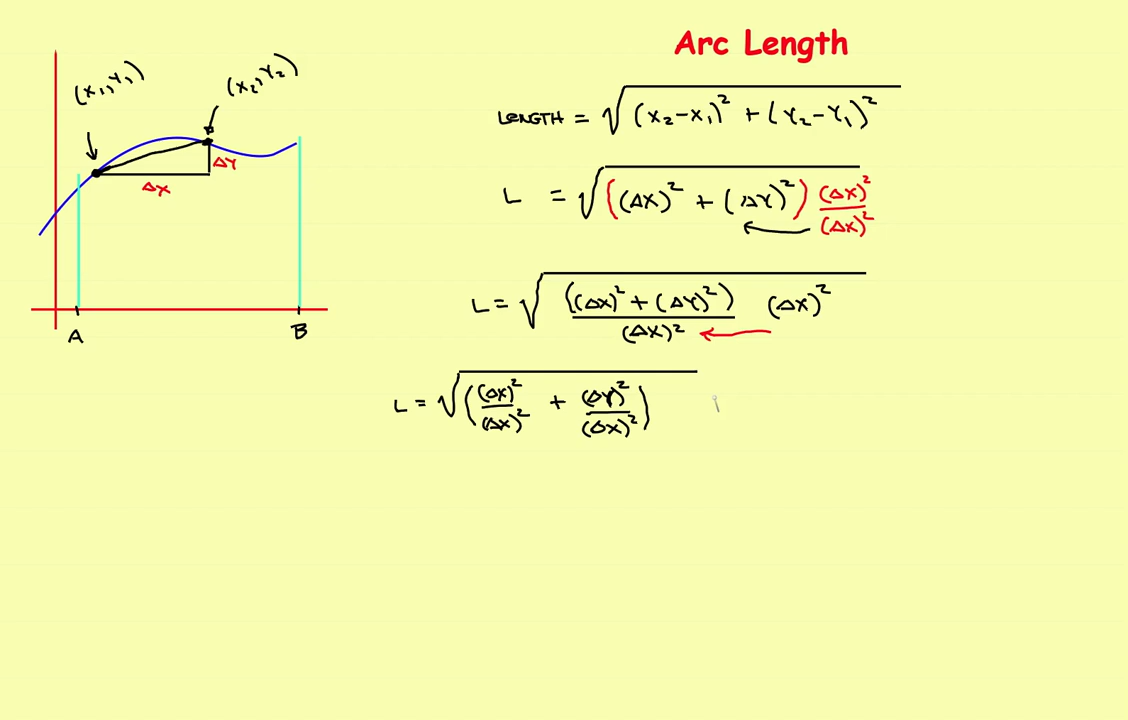 Arc Length
(X₁,Y₁)
(X₂,Y₂)
ΔY
ΔX
A
B
LENGTH = √((X₂-X₁)² + (Y₂-Y₁)²)
L = √(((ΔX)² + (ΔY)²) (ΔX)²/(ΔX)²)
L = √(((ΔX)² + (ΔY)²)/(ΔX)² (ΔX)²)
L = √((ΔX)²/(ΔX)² + (ΔY)²/(ΔX)²)